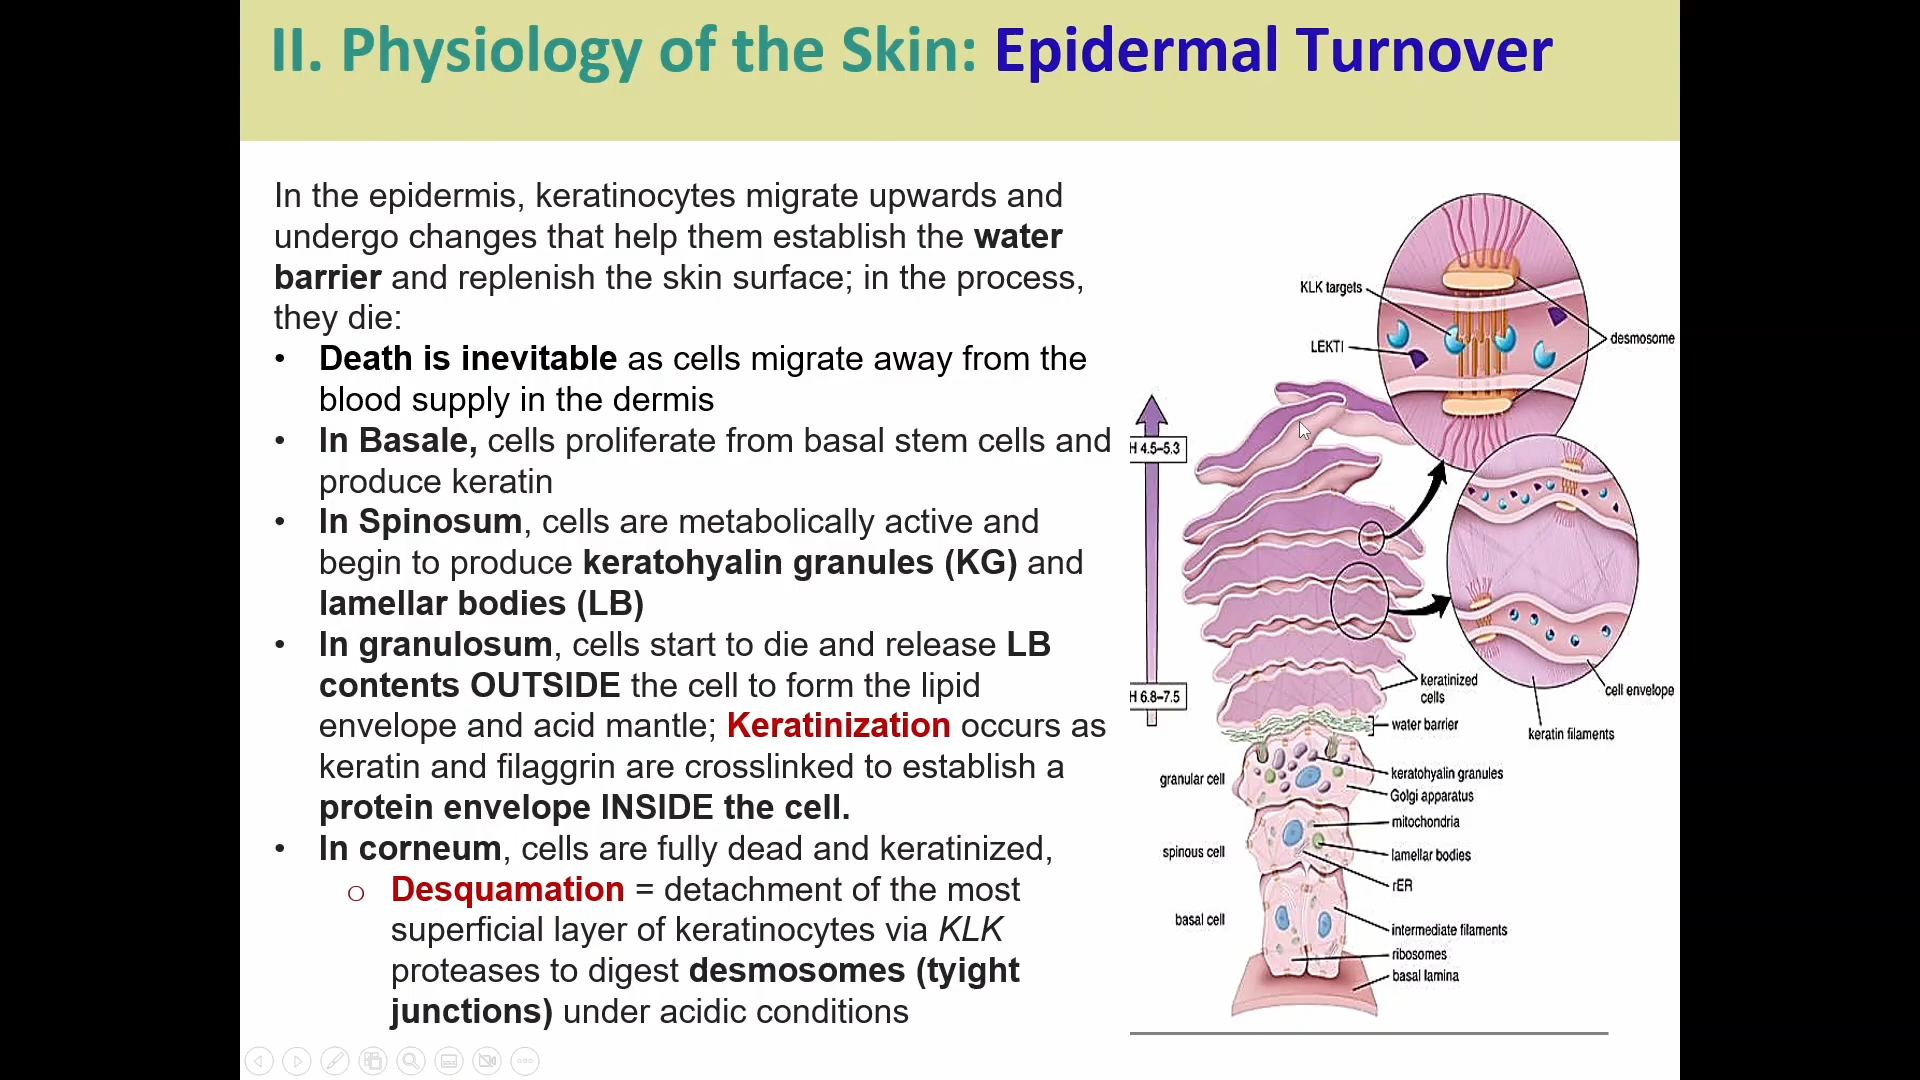 II. Physiology of the Skin: Epidermal Turnover
In the epidermis, keratinocytes migrate upwards and
undergo changes that help them establish the water
barrier and replenish the skin surface; in the process,
they die:
• Death is inevitable as cells migrate away from the
blood supply in the dermis
• In Basale, cells proliferate from basal stem cells and
produce keratin
• In Spinosum, cells are metabolically active and
begin to produce keratohyalin granules (KG) and
lamellar bodies (LB)
• In granulosum, cells start to die and release LB
contents OUTSIDE the cell to form the lipid
envelope and acid mantle; Keratinization occurs as
keratin and filaggrin are crosslinked to establish a
protein envelope INSIDE the cell.
• In corneum, cells are fully dead and keratinized,
o Desquamation = detachment of the most
superficial layer of keratinocytes via KLK
proteases to digest desmosomes (tyight
junctions) under acidic conditions
KLK targets
LEKTI
desmosome
H 4.5–5.3
H 6.8–7.5
keratinized
cells
water barrier
cell envelope
keratin filaments
granular cell
keratohyalin granules
Golgi apparatus
mitochondria
spinous cell
lamellar bodies
rER
basal cell
intermediate filaments
ribosomes
basal lamina